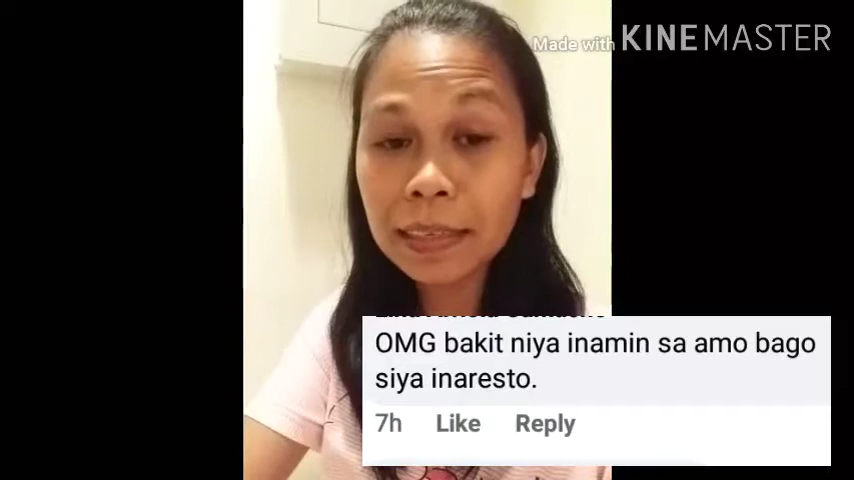 Made with KINEMASTER
OMG bakit niya inamin sa amo bago
siya inaresto.
7h Like Reply